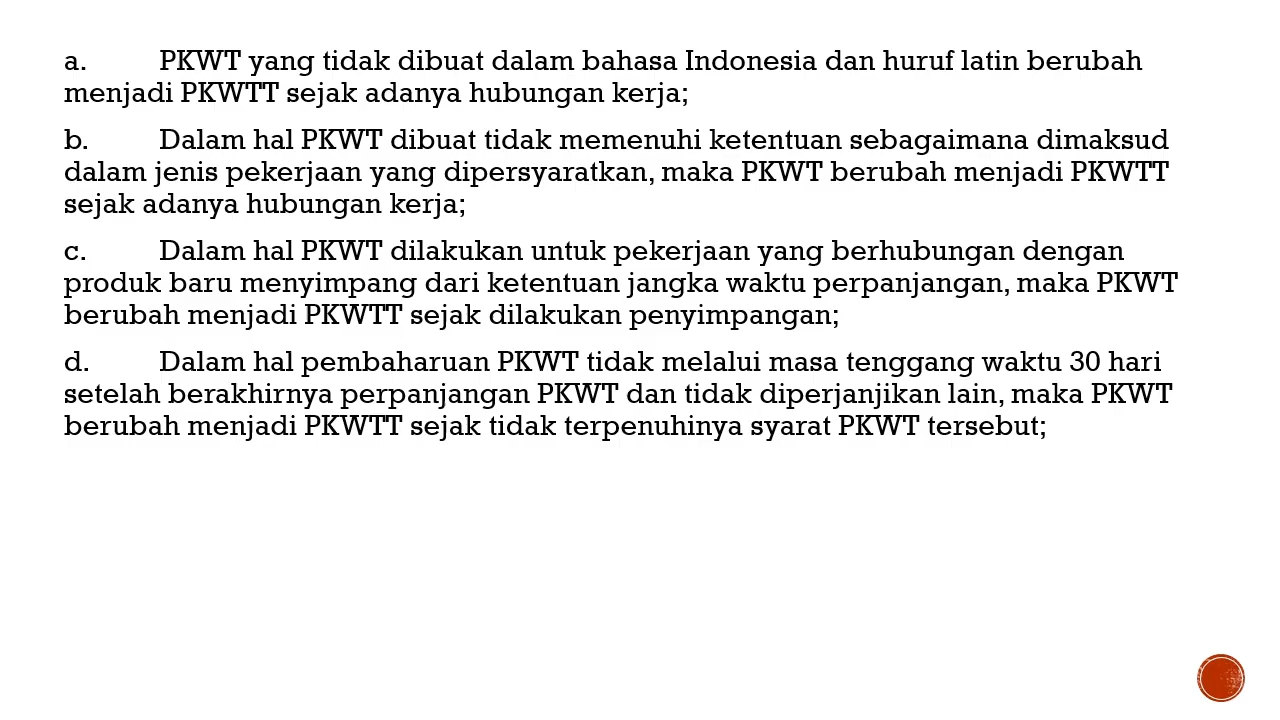 a. PKWT yang tidak dibuat dalam bahasa Indonesia dan huruf latin berubah
menjadi PKWTT sejak adanya hubungan kerja;
b. Dalam hal PKWT dibuat tidak memenuhi ketentuan sebagaimana dimaksud
dalam jenis pekerjaan yang dipersyaratkan, maka PKWT berubah menjadi PKWTT
sejak adanya hubungan kerja;
c. Dalam hal PKWT dilakukan untuk pekerjaan yang berhubungan dengan
produk baru menyimpang dari ketentuan jangka waktu perpanjangan, maka PKWT
berubah menjadi PKWTT sejak dilakukan penyimpangan;
d. Dalam hal pembaharuan PKWT tidak melalui masa tenggang waktu 30 hari
setelah berakhirnya perpanjangan PKWT dan tidak diperjanjikan lain, maka PKWT
berubah menjadi PKWTT sejak tidak terpenuhinya syarat PKWT tersebut;